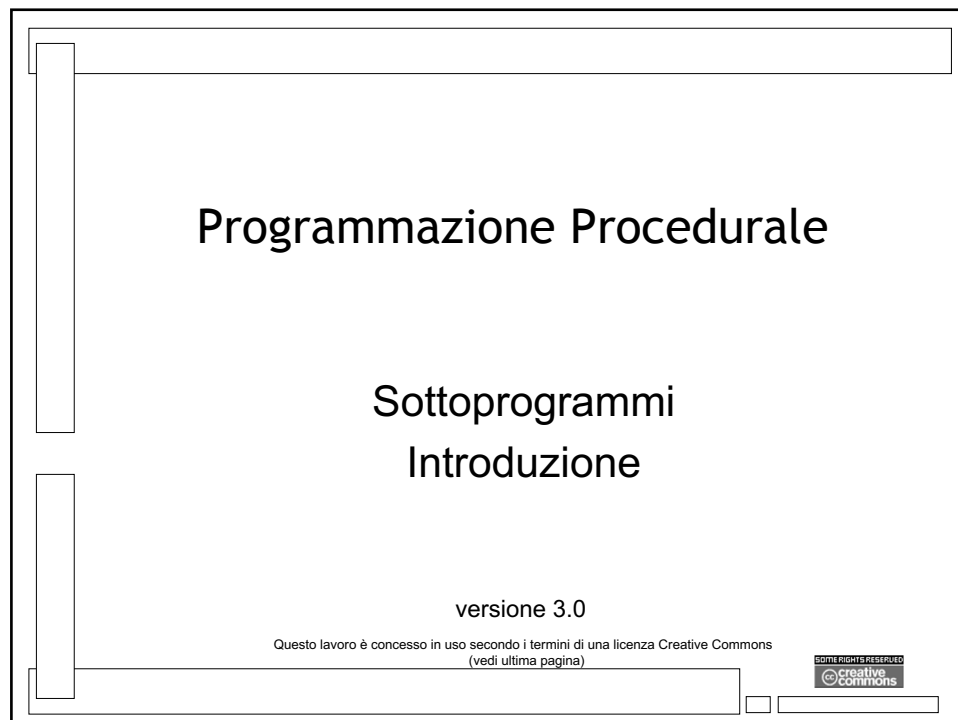 Programmazione Procedurale
Sottoprogrammi
Introduzione
versione 3.0
Questo lavoro è concesso in uso secondo i termini di una licenza Creative Commons
(vedi ultima pagina)
SOME RIGHTS RESERVED
cc creative
commons